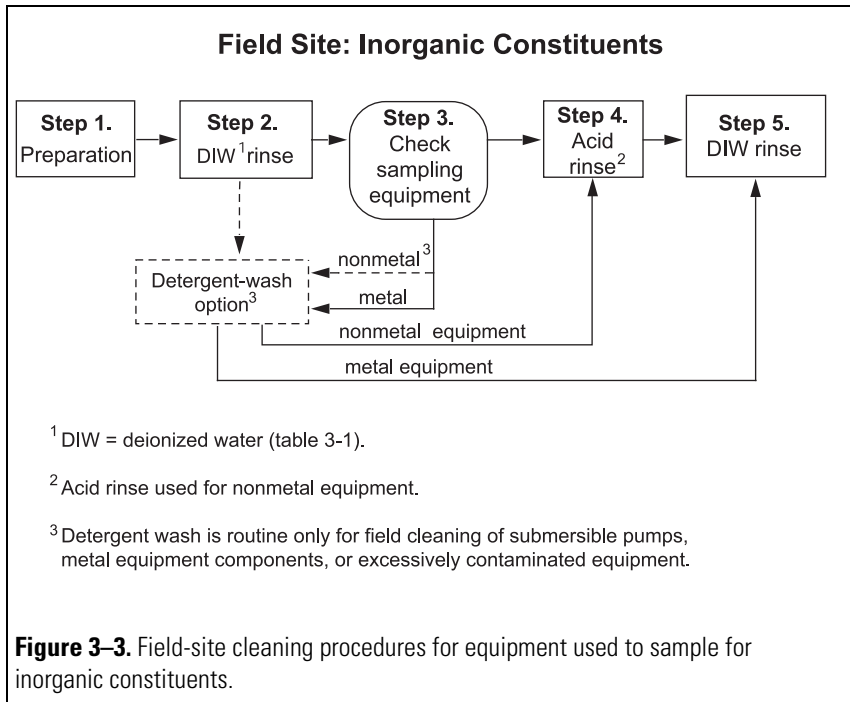 Field Site: Inorganic Constituents
Step 1.
Preparation
Step 2.
DIW¹ rinse
Step 3.
Check
sampling
equipment
Step 4.
Acid
rinse²
Step 5.
DIW rinse
nonmetal³
Detergent-wash
option³
metal
nonmetal equipment
metal equipment
¹ DIW = deionized water (table 3-1).
² Acid rinse used for nonmetal equipment.
³ Detergent wash is routine only for field cleaning of submersible pumps,
metal equipment components, or excessively contaminated equipment.
Figure 3–3. Field-site cleaning procedures for equipment used to sample for
inorganic constituents.